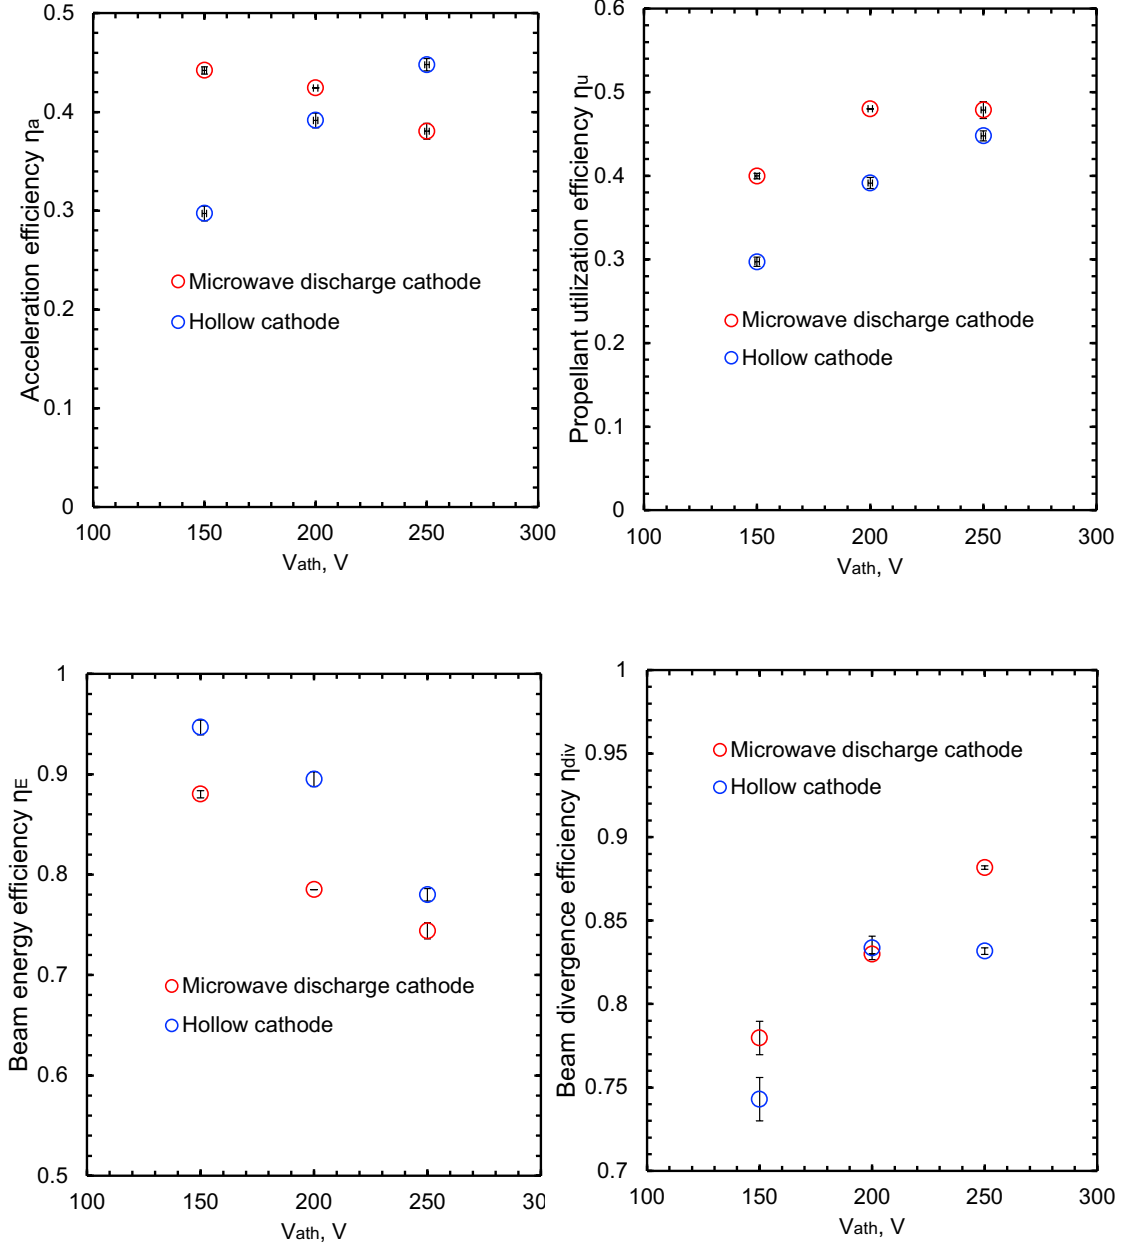 Acceleration efficiency ηa
0.5
0.4
0.3
0.2
0.1
0
100 150 200 250 300
Vath, V
Microwave discharge cathode
Hollow cathode
Propellant utilization efficiency ηu
0.6
0.5
0.4
0.3
0.2
0.1
0
100 150 200 250 300
Vath, V
Microwave discharge cathode
Hollow cathode
Beam energy efficiency ηE
1
0.9
0.8
0.7
0.6
0.5
100 150 200 250 300
Vath, V
Microwave discharge cathode
Hollow cathode
Beam divergence efficiency ηdiv
1
0.95
0.9
0.85
0.8
0.75
0.7
100 150 200 250 300
Vath, V
Microwave discharge cathode
Hollow cathode